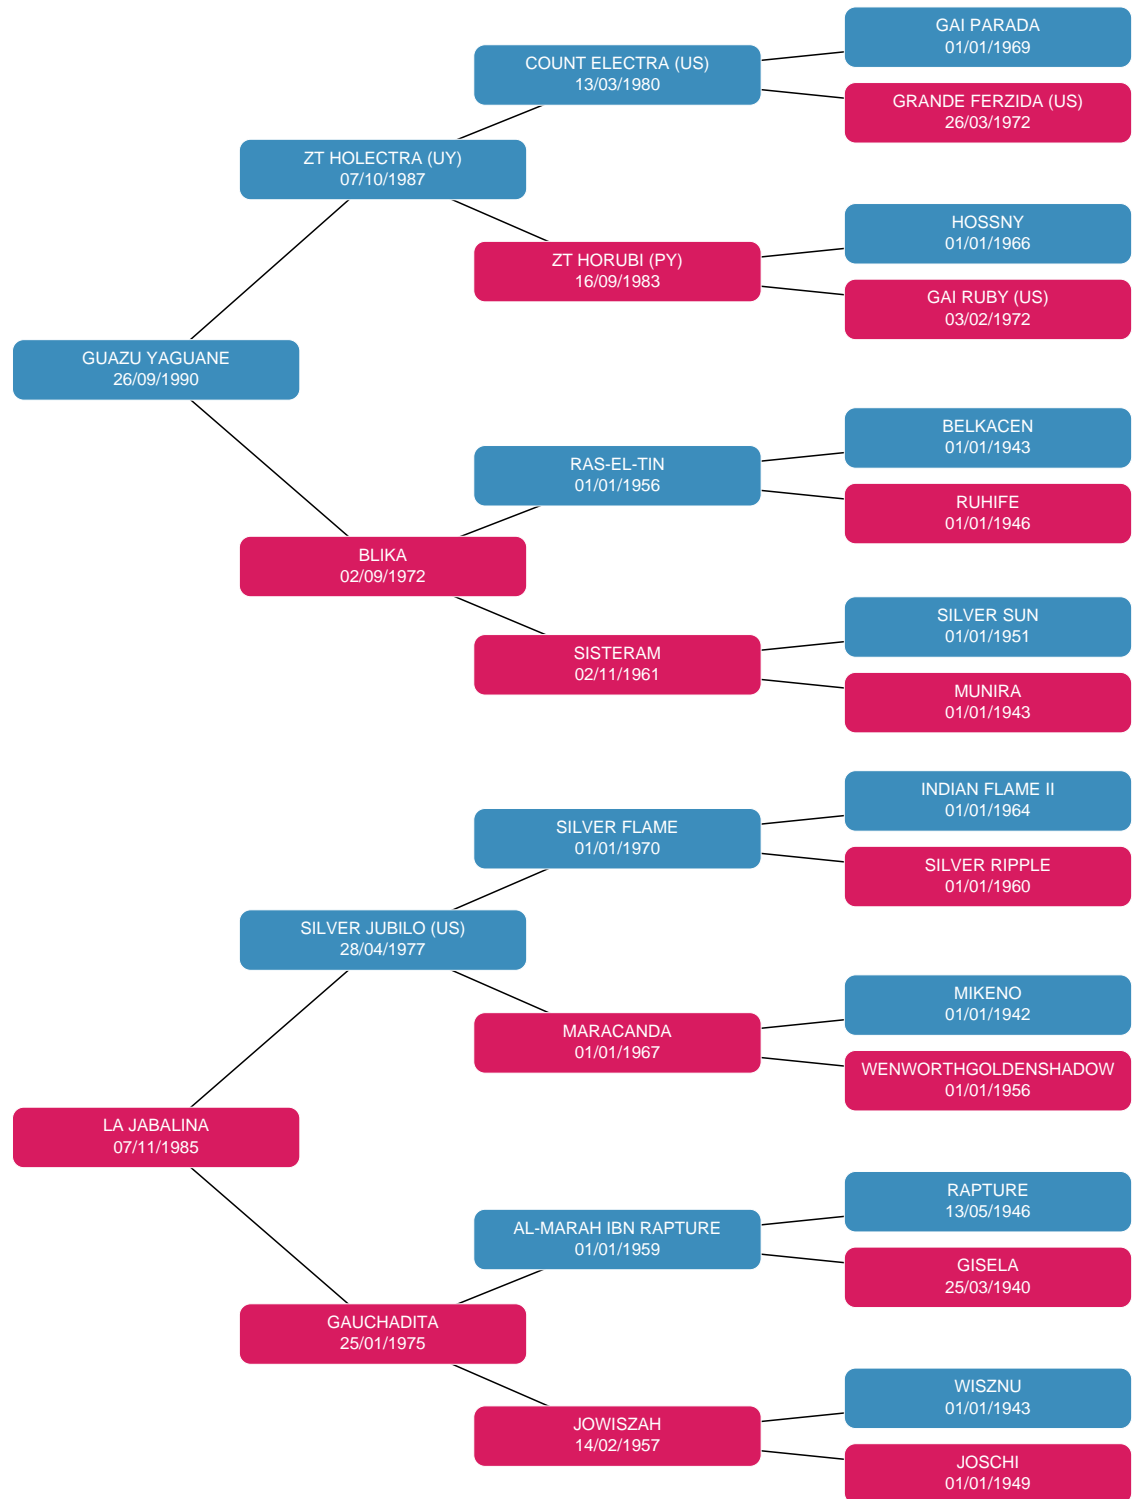 GAI PARADA
01/01/1969
COUNT ELECTRA (US)
13/03/1980
GRANDE FERZIDA (US)
26/03/1972
ZT HOLECTRA (UY)
07/10/1987
HOSSNY
01/01/1966
ZT HORUBI (PY)
16/09/1983
GAI RUBY (US)
03/02/1972
GUAZU YAGUANE
26/09/1990
BELKACEN
01/01/1943
RAS-EL-TIN
01/01/1956
RUHIFE
01/01/1946
BLIKA
02/09/1972
SILVER SUN
01/01/1951
SISTERAM
02/11/1961
MUNIRA
01/01/1943
INDIAN FLAME II
01/01/1964
SILVER FLAME
01/01/1970
SILVER RIPPLE
01/01/1960
SILVER JUBILO (US)
28/04/1977
MIKENO
01/01/1942
MARACANDA
01/01/1967
WENWORTHGOLDENSHADOW
01/01/1956
LA JABALINA
07/11/1985
RAPTURE
13/05/1946
AL-MARAH IBN RAPTURE
01/01/1959
GISELA
25/03/1940
GAUCHADITA
25/01/1975
WISZNU
01/01/1943
JOWISZAH
14/02/1957
JOSCHI
01/01/1949